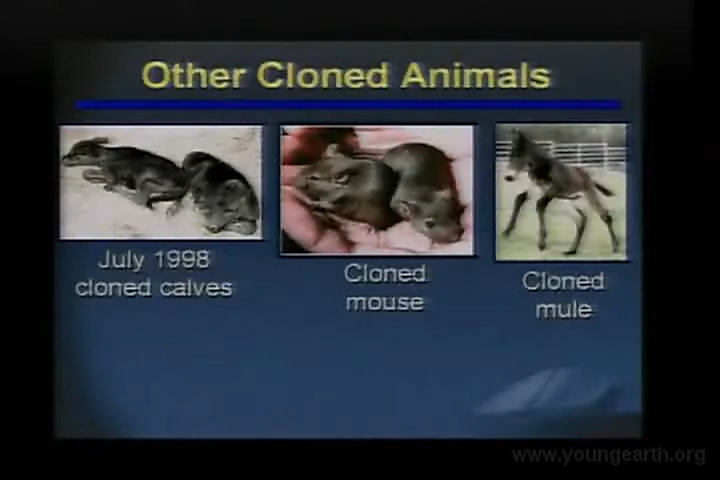 Other Cloned Animals
July 1998
cloned calves
Cloned
mouse
Cloned
mule
www.youngearth.org